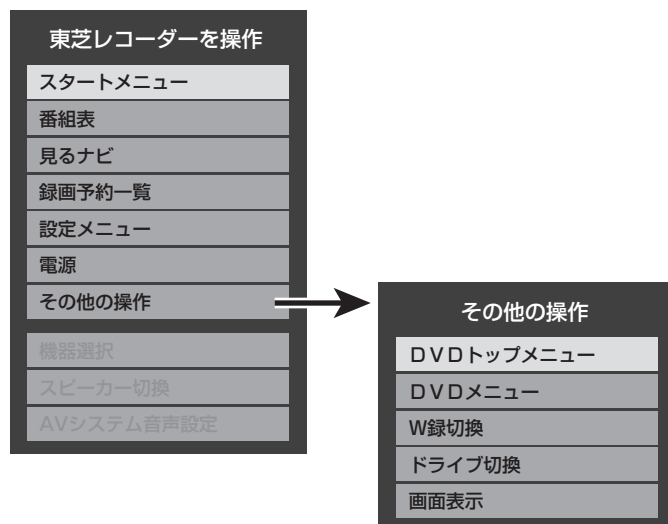 東芝レコーダーを操作
スタートメニュー
番組表
見るナビ
録画予約一覧
設定メニュー
電源
その他の操作
機器選択
スピーカー切換
AVシステム音声設定
その他の操作
ＤＶＤトップメニュー
ＤＶＤメニュー
W録切換
ドライブ切換
画面表示